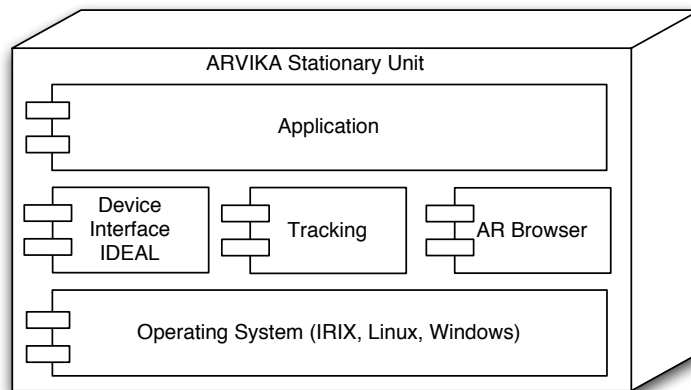 ARVIKA Stationary Unit
Application
Device
Interface
IDEAL
Tracking
AR Browser
Operating System (IRIX, Linux, Windows)